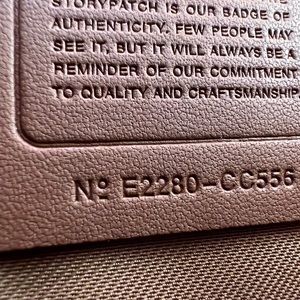 STORYPATCH IS OUR BADGE OF
AUTHENTICITY. FEW PEOPLE MAY
SEE IT, BUT IT WILL ALWAYS BE A
REMINDER OF OUR COMMITMENT
TO QUALITY AND CRAFTSMANSHIP.
Nº E2280-CC556